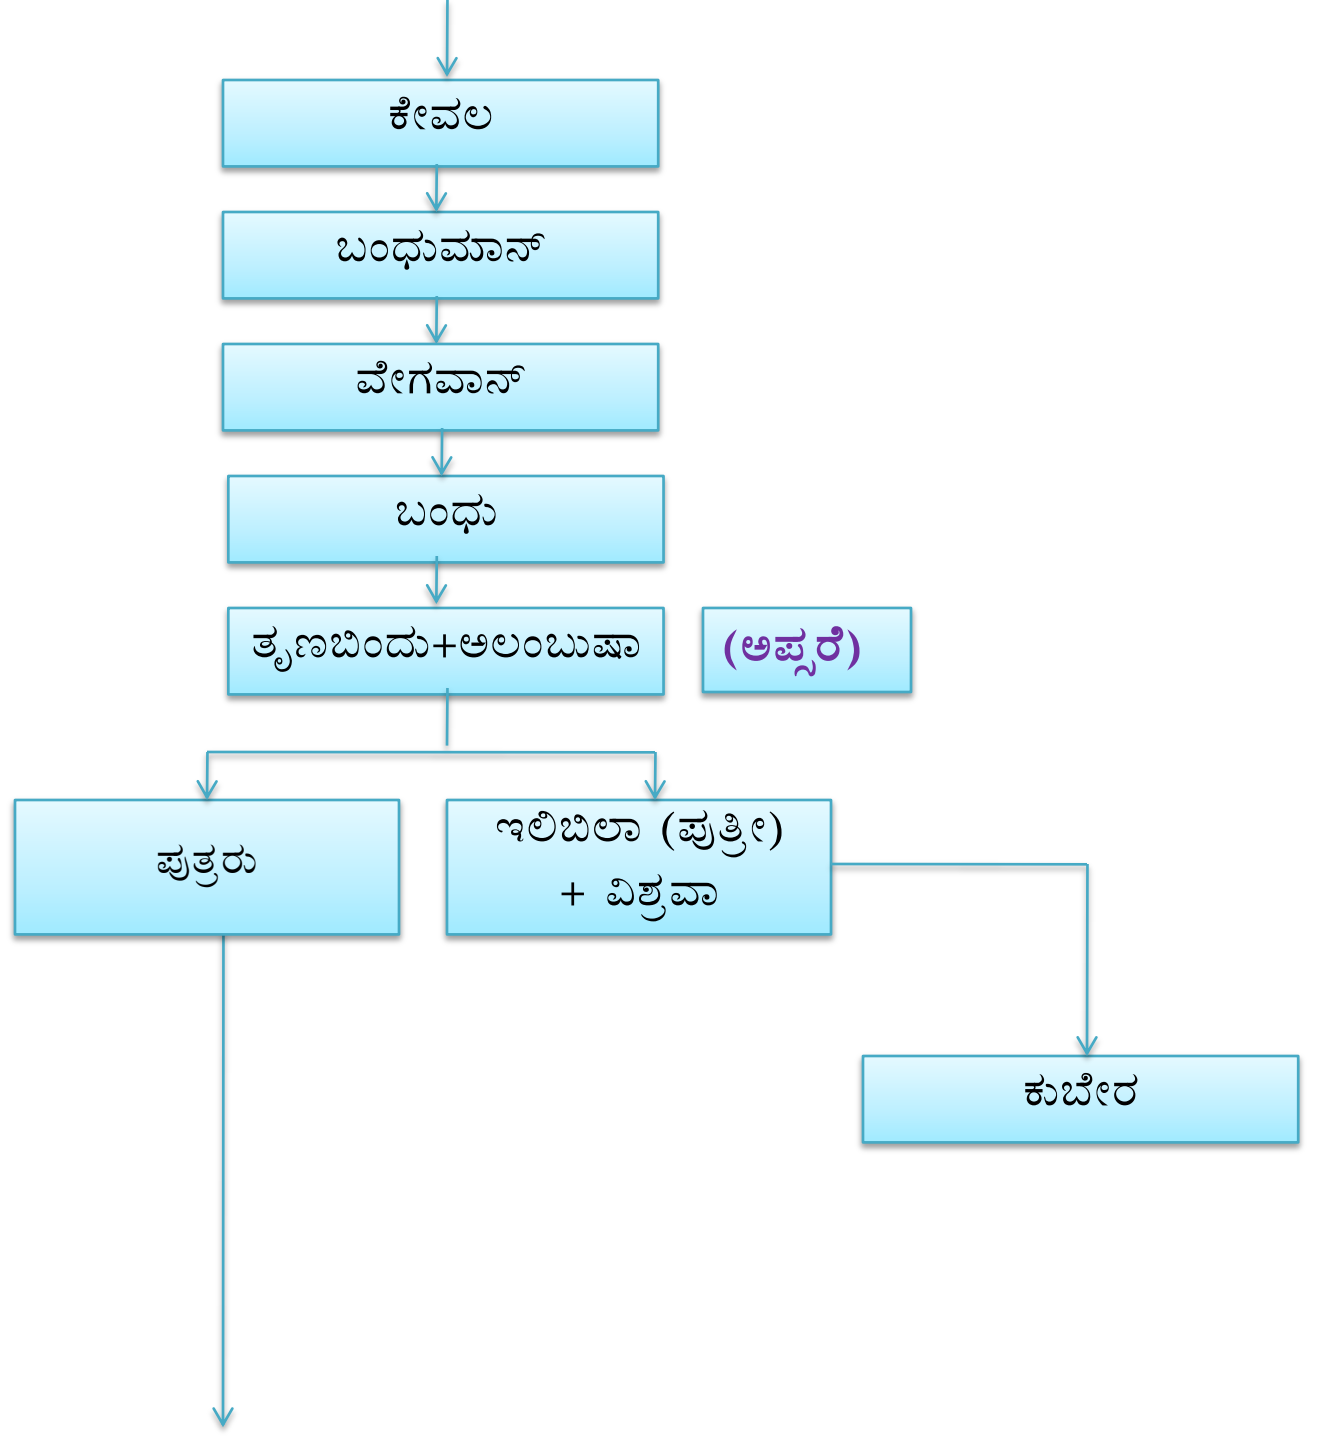 ಕೇವಲ
ಬಂಧುಮಾನ್
ವೇಗವಾನ್
ಬಂಧು
ತೃಣಬಿಂದು+ಅಲಂಬುಷಾ
(ಅಪ್ಸರೆ)
ಪುತ್ರರು
ಇಲಿಬಿಲಾ (ಪುತ್ರೀ)
+ ವಿಶ್ರವಾ
ಕುಬೇರ